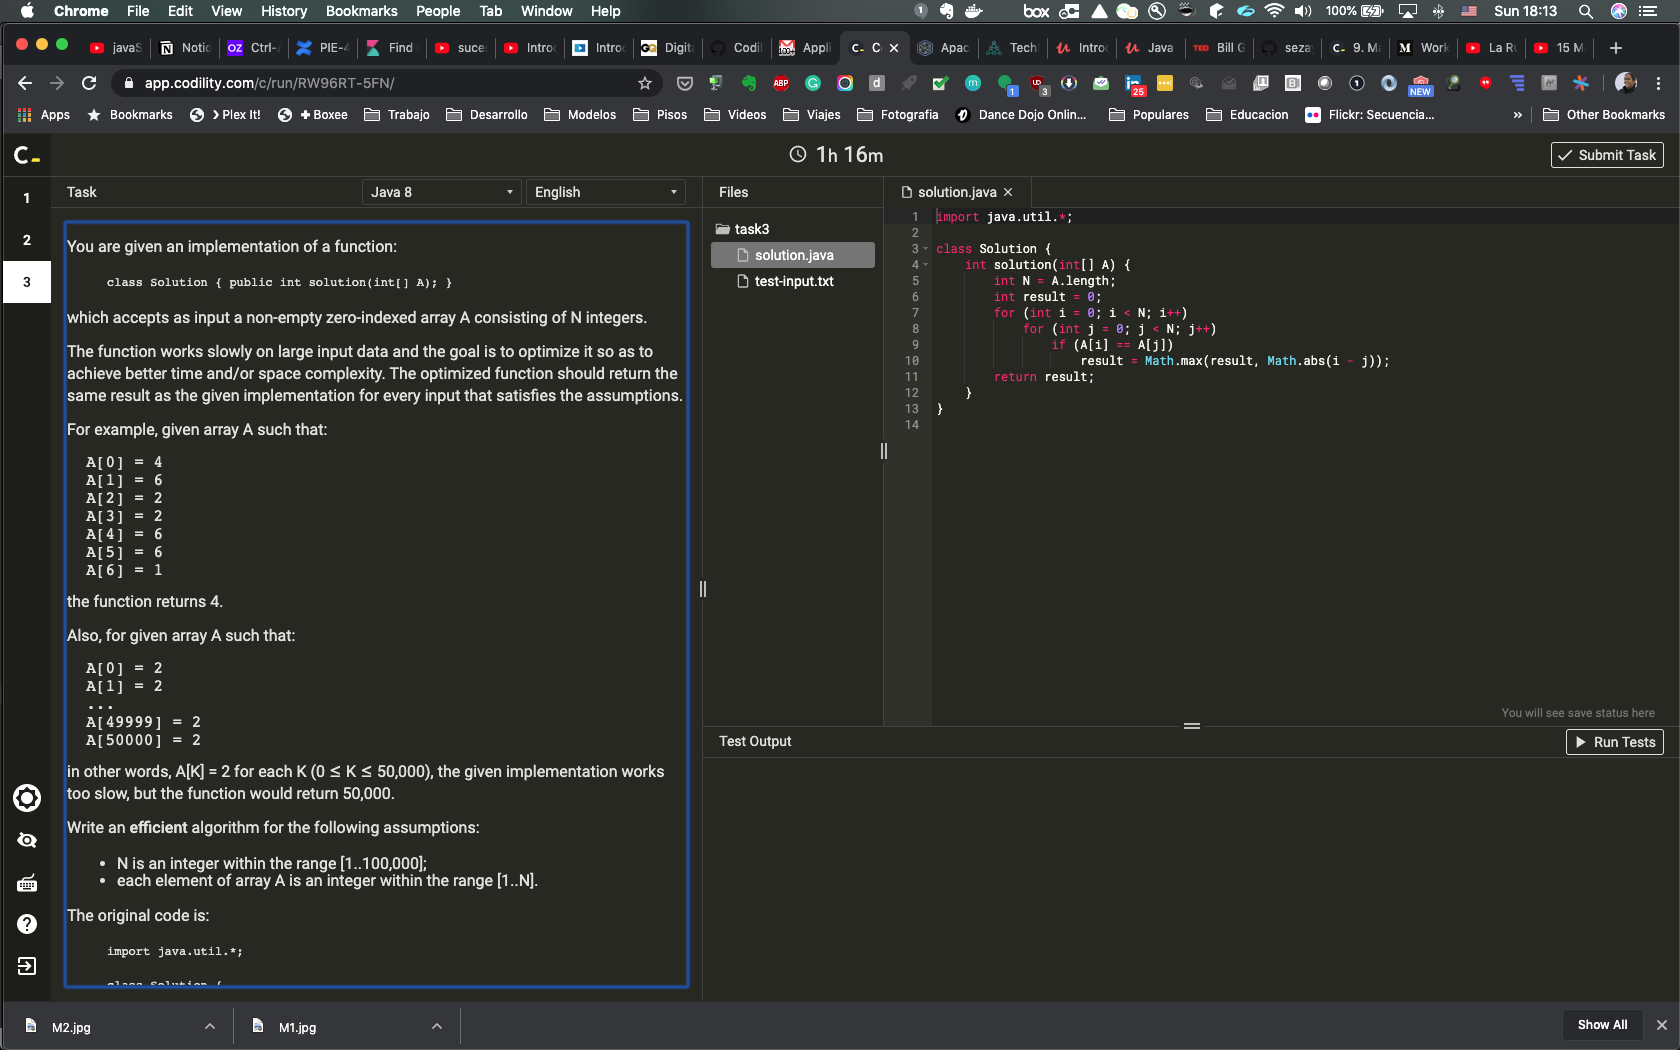 Chrome File Edit View History Bookmarks People Tab Window Help 100% Sun 18:13
javaS Notio Ctrl- PIE-4 Find suce Introd Intro Digit Codil Appli C Apac Tech Intro Java Bill G seza 9. Ma Work La Ru 15 M
app.codility.com/c/run/RW96RT-5FN/
Apps Bookmarks > Plex It! + Boxee Trabajo Desarrollo Modelos Pisos Videos Viajes Fotografia Dance Dojo Onlin... Populares Educacion Flickr: Secuencia... » Other Bookmarks
C_ 1h 16m Submit Task
1
2
3
Task Java 8 English
You are given an implementation of a function:
class Solution { public int solution(int[] A); }
which accepts as input a non-empty zero-indexed array A consisting of N integers.
The function works slowly on large input data and the goal is to optimize it so as to
achieve better time and/or space complexity. The optimized function should return the
same result as the given implementation for every input that satisfies the assumptions.
For example, given array A such that:
A[0] = 4
A[1] = 6
A[2] = 2
A[3] = 2
A[4] = 6
A[5] = 6
A[6] = 1
the function returns 4.
Also, for given array A such that:
A[0] = 2
A[1] = 2
...
A[49999] = 2
A[50000] = 2
in other words, A[K] = 2 for each K (0 ≤ K ≤ 50,000), the given implementation works
too slow, but the function would return 50,000.
Write an efficient algorithm for the following assumptions:
• N is an integer within the range [1..100,000];
• each element of array A is an integer within the range [1..N].
The original code is:
import java.util.*;
class Solution {
Files
task3
solution.java
test-input.txt
solution.java ×
1 import java.util.*;
2
3 class Solution {
4 int solution(int[] A) {
5 int N = A.length;
6 int result = 0;
7 for (int i = 0; i < N; i++)
8 for (int j = 0; j < N; j++)
9 if (A[i] == A[j])
10 result = Math.max(result, Math.abs(i - j));
11 return result;
12 }
13 }
14
You will see save status here
Test Output Run Tests
M2.jpg M1.jpg Show All